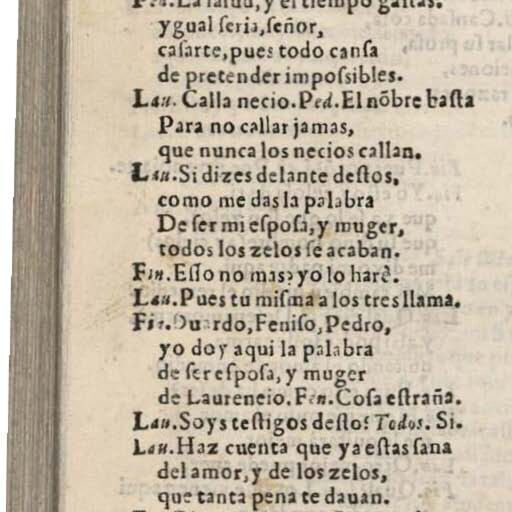 Fin. La salud, y el tiempo gastas.
ygual seria, señor,
casarte, pues todo cansa
de pretender impossibles.
Lau. Calla necio. Ped. El nõbre basta
Para no callar jamas,
que nunca los necios callan.
Lau. Si dizes delante destos,
como me das la palabra
De ser mi esposa, y muger,
todos los zelos se acaban.
Fin. Esso no mas? yo lo harè.
Lau. Pues tu misma a los tres llama.
Fin. Duardo, Feniso, Pedro,
yo doy aqui la palabra
de ser esposa, y muger
de Laurencio. Fen. Cosa estraña.
Lau. Soys testigos desto? Todos. Si.
Lau. Haz cuenta que ya estas sana
del amor, y de los zelos,
que tanta pena te dauan.